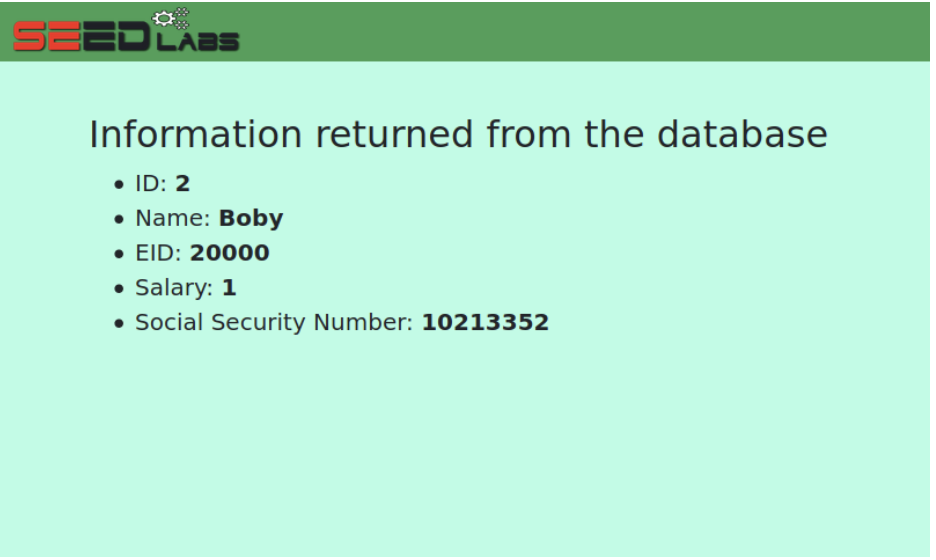 SEEDLABS
Information returned from the database
• ID: 2
• Name: Boby
• EID: 20000
• Salary: 1
• Social Security Number: 10213352